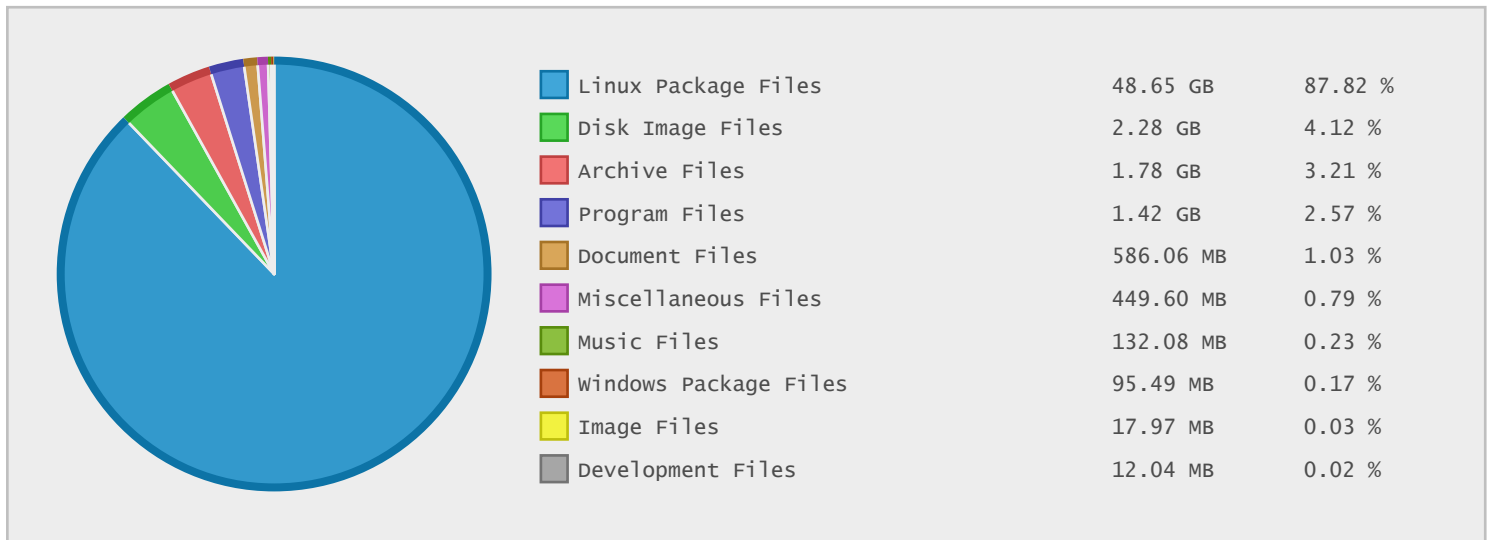 Linux Package Files 48.65 GB 87.82 %
Disk Image Files 2.28 GB 4.12 %
Archive Files 1.78 GB 3.21 %
Program Files 1.42 GB 2.57 %
Document Files 586.06 MB 1.03 %
Miscellaneous Files 449.60 MB 0.79 %
Music Files 132.08 MB 0.23 %
Windows Package Files 95.49 MB 0.17 %
Image Files 17.97 MB 0.03 %
Development Files 12.04 MB 0.02 %